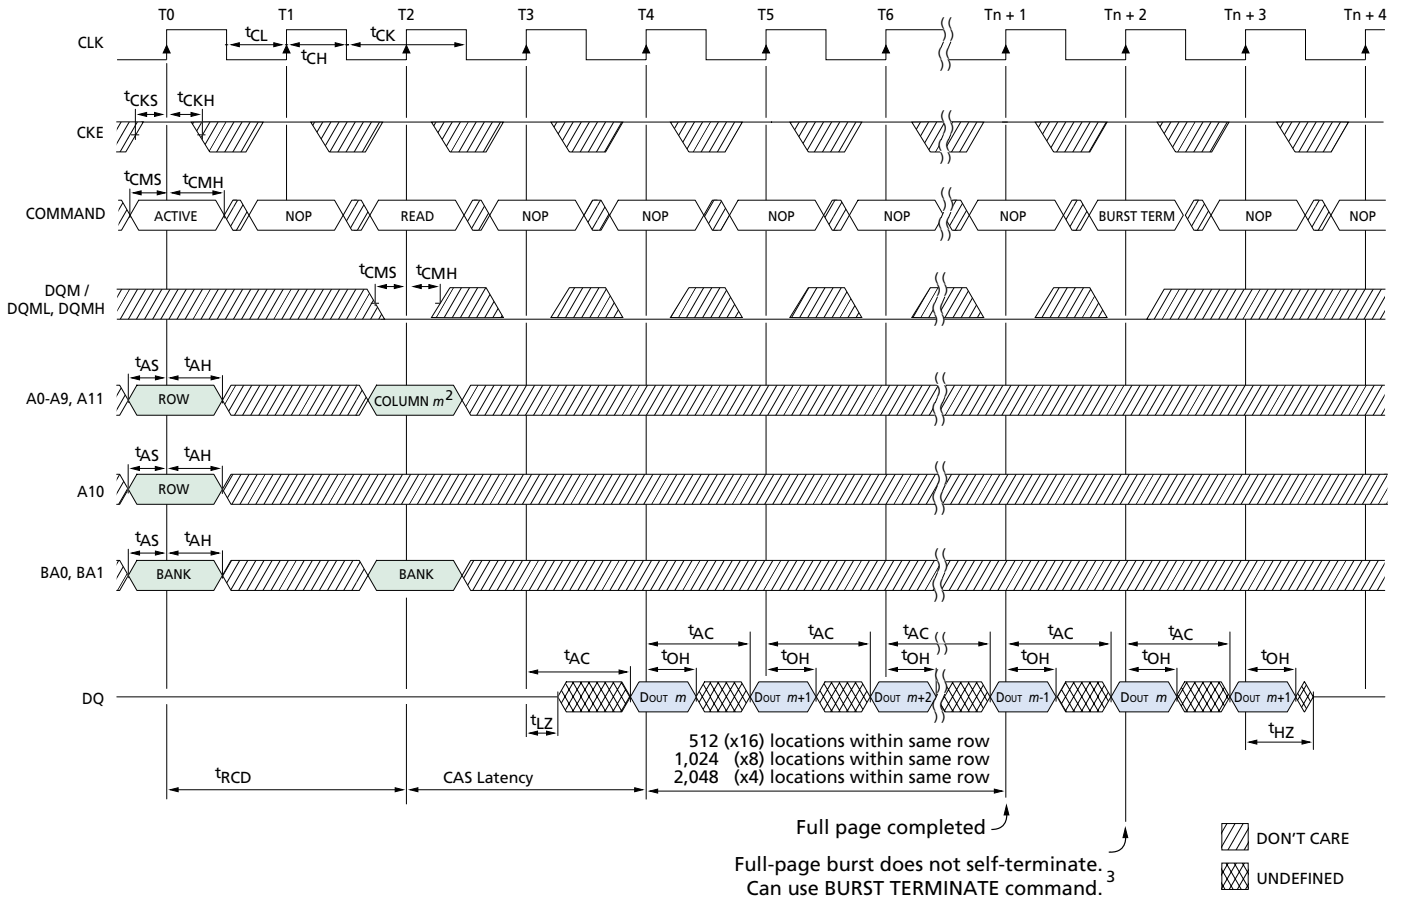 T0 T1 T2 T3 T4 T5 T6 Tn + 1 Tn + 2 Tn + 3 Tn + 4
CLK tCL tCH tCK
tCKS tCKH
CKE
tCMS tCMH
COMMAND ACTIVE NOP READ NOP NOP NOP NOP NOP BURST TERM NOP NOP
tCMS tCMH
DQM /
DQML, DQMH
tAS tAH
A0-A9, A11 ROW COLUMN m2
tAS tAH
A10 ROW
tAS tAH
BA0, BA1 BANK BANK
tAC tAC tAC tAC tAC tAC
tOH tOH tOH tOH tOH tOH
DQ DOUT m DOUT m+1 DOUT m+2 DOUT m-1 DOUT m DOUT m+1
tLZ tHZ
512 (x16) locations within same row
1,024 (x8) locations within same row
2,048 (x4) locations within same row
tRCD CAS Latency
Full page completed
Full-page burst does not self-terminate.
Can use BURST TERMINATE command. 3
DON'T CARE
UNDEFINED